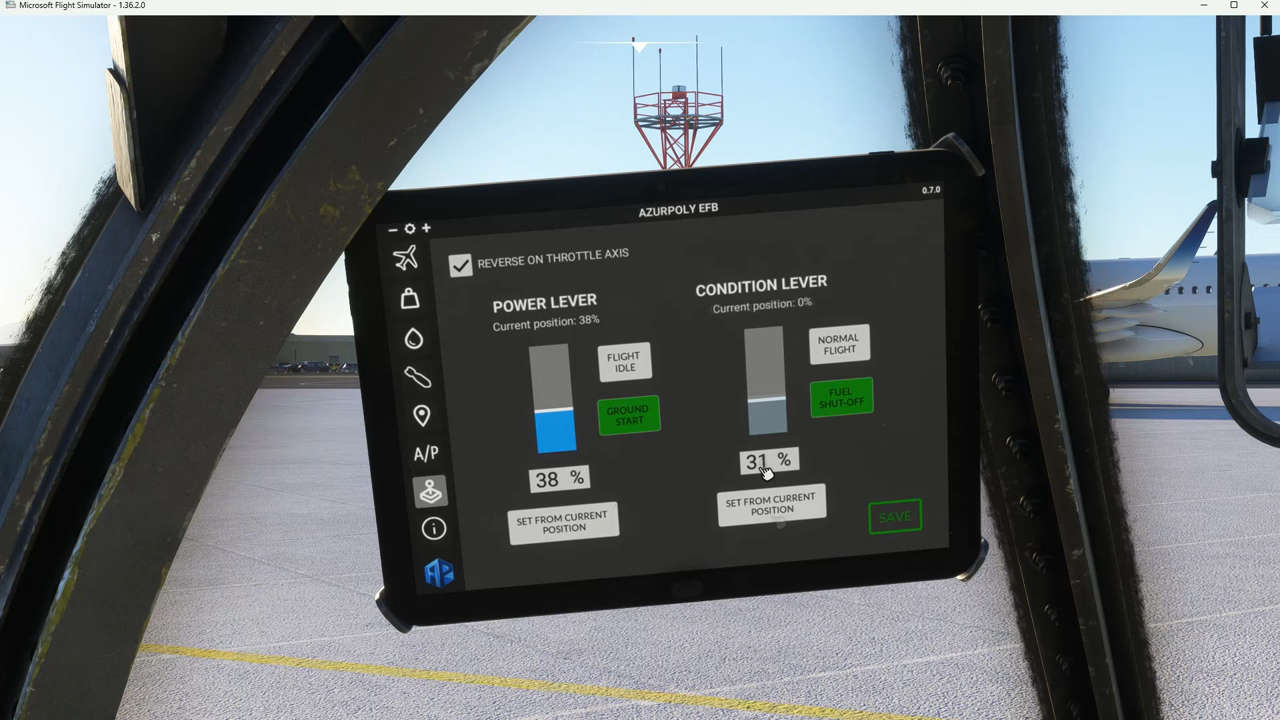 Microsoft Flight Simulator - 1.36.2.0
0.7.0
AZURPOLY EFB
REVERSE ON THROTTLE AXIS
POWER LEVER
Current position: 38%
FLIGHT
IDLE
GROUND
START
38 %
SET FROM CURRENT
POSITION
CONDITION LEVER
Current position: 0%
NORMAL
FLIGHT
FUEL
SHUT-OFF
31 %
SET FROM CURRENT
POSITION
SAVE
A/P
AP